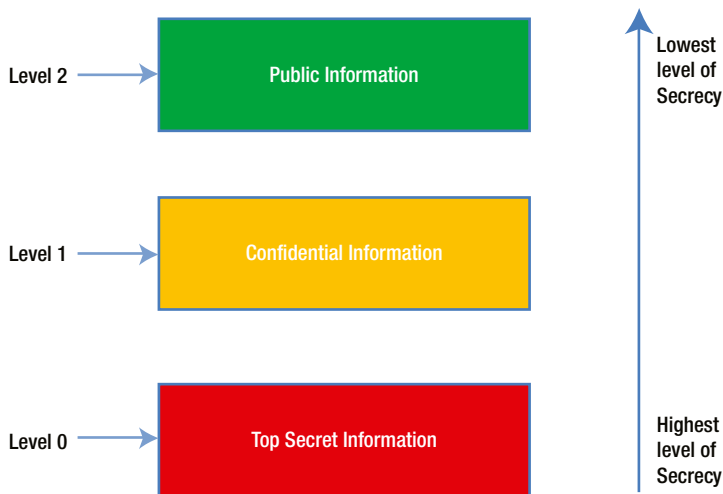 Level 2
Public Information
Lowest
level of
Secrecy
Level 1
Confidential Information
Level 0
Top Secret Information
Highest
level of
Secrecy